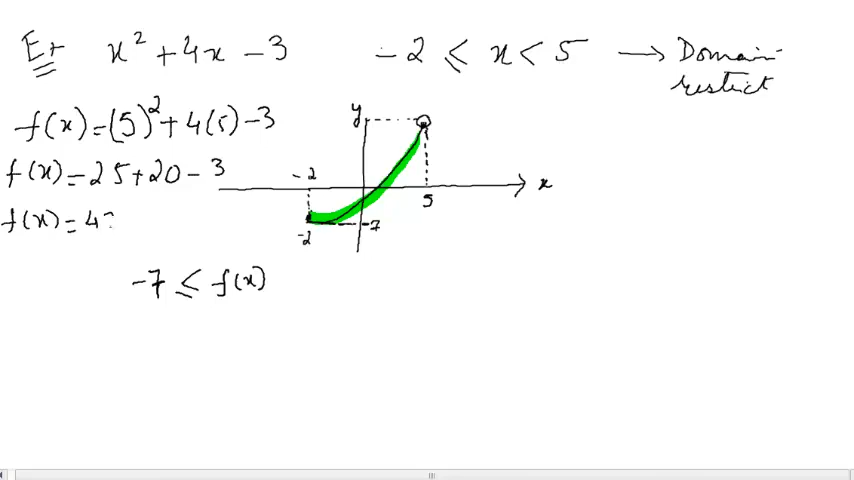 Ex x² + 4x - 3 -2 ≤ x < 5 → Domain
restrict
f(x) = (5)² + 4(5) - 3
f(x) = 25 + 20 - 3
f(x) = 4
y
-2
x
5
-2
-7
-7 ≤ f(x)